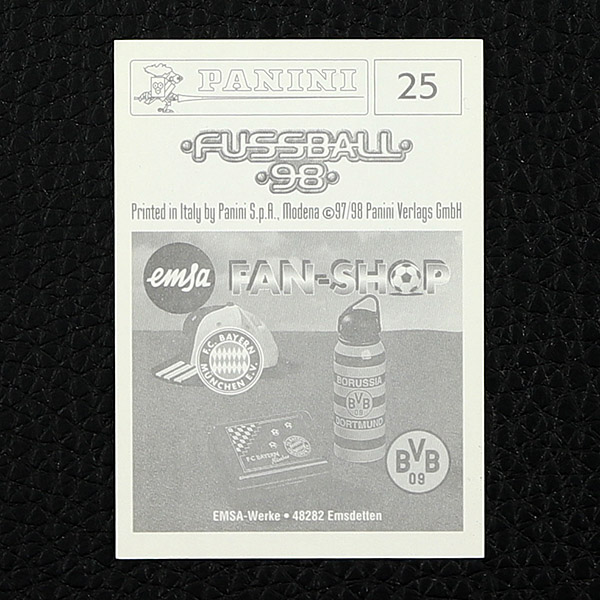 PANINI
25
FUSSBALL
98
Printed in Italy by Panini S.p.A., Modena ©97/98 Panini Verlags GmbH
emsa FAN-SHOP
F.C. BAYERN
MÜNCHEN E.V.
BORUSSIA
BVB
09
DORTMUND
FC BAYERN
BVB
09
EMSA-Werke • 48282 Emsdetten